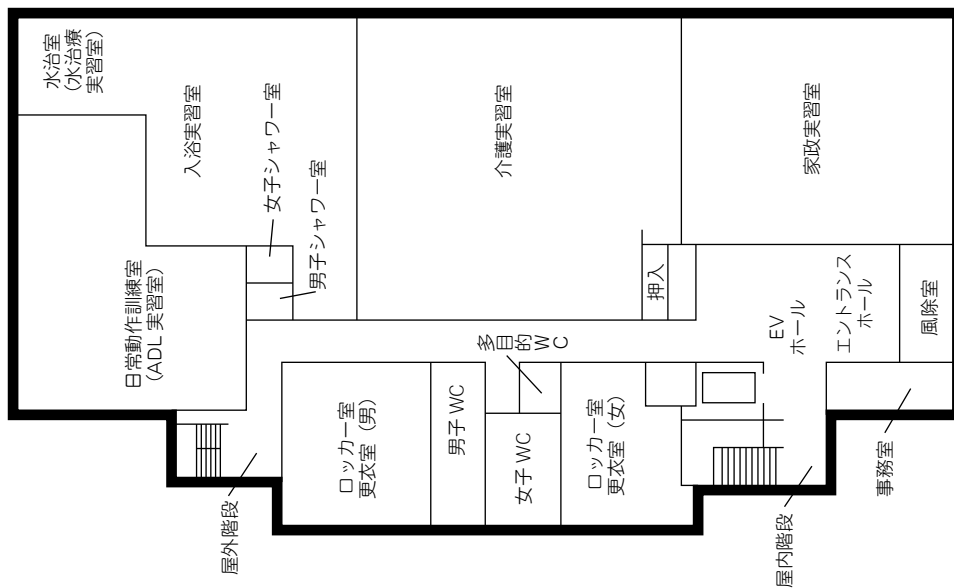 水治室
(水治療
実習室)
入浴実習室
女子シャワー室
男子シャワー室
日常動作訓練室
(ADL 実習室)
介護実習室
家政実習室
押入
多目的
WC
EV
ホール
エントランス
ホール
風除室
ロッカー室
更衣室（男）
男子 WC
女子 WC
ロッカー室
更衣室（女）
屋外階段
屋内階段
事務室